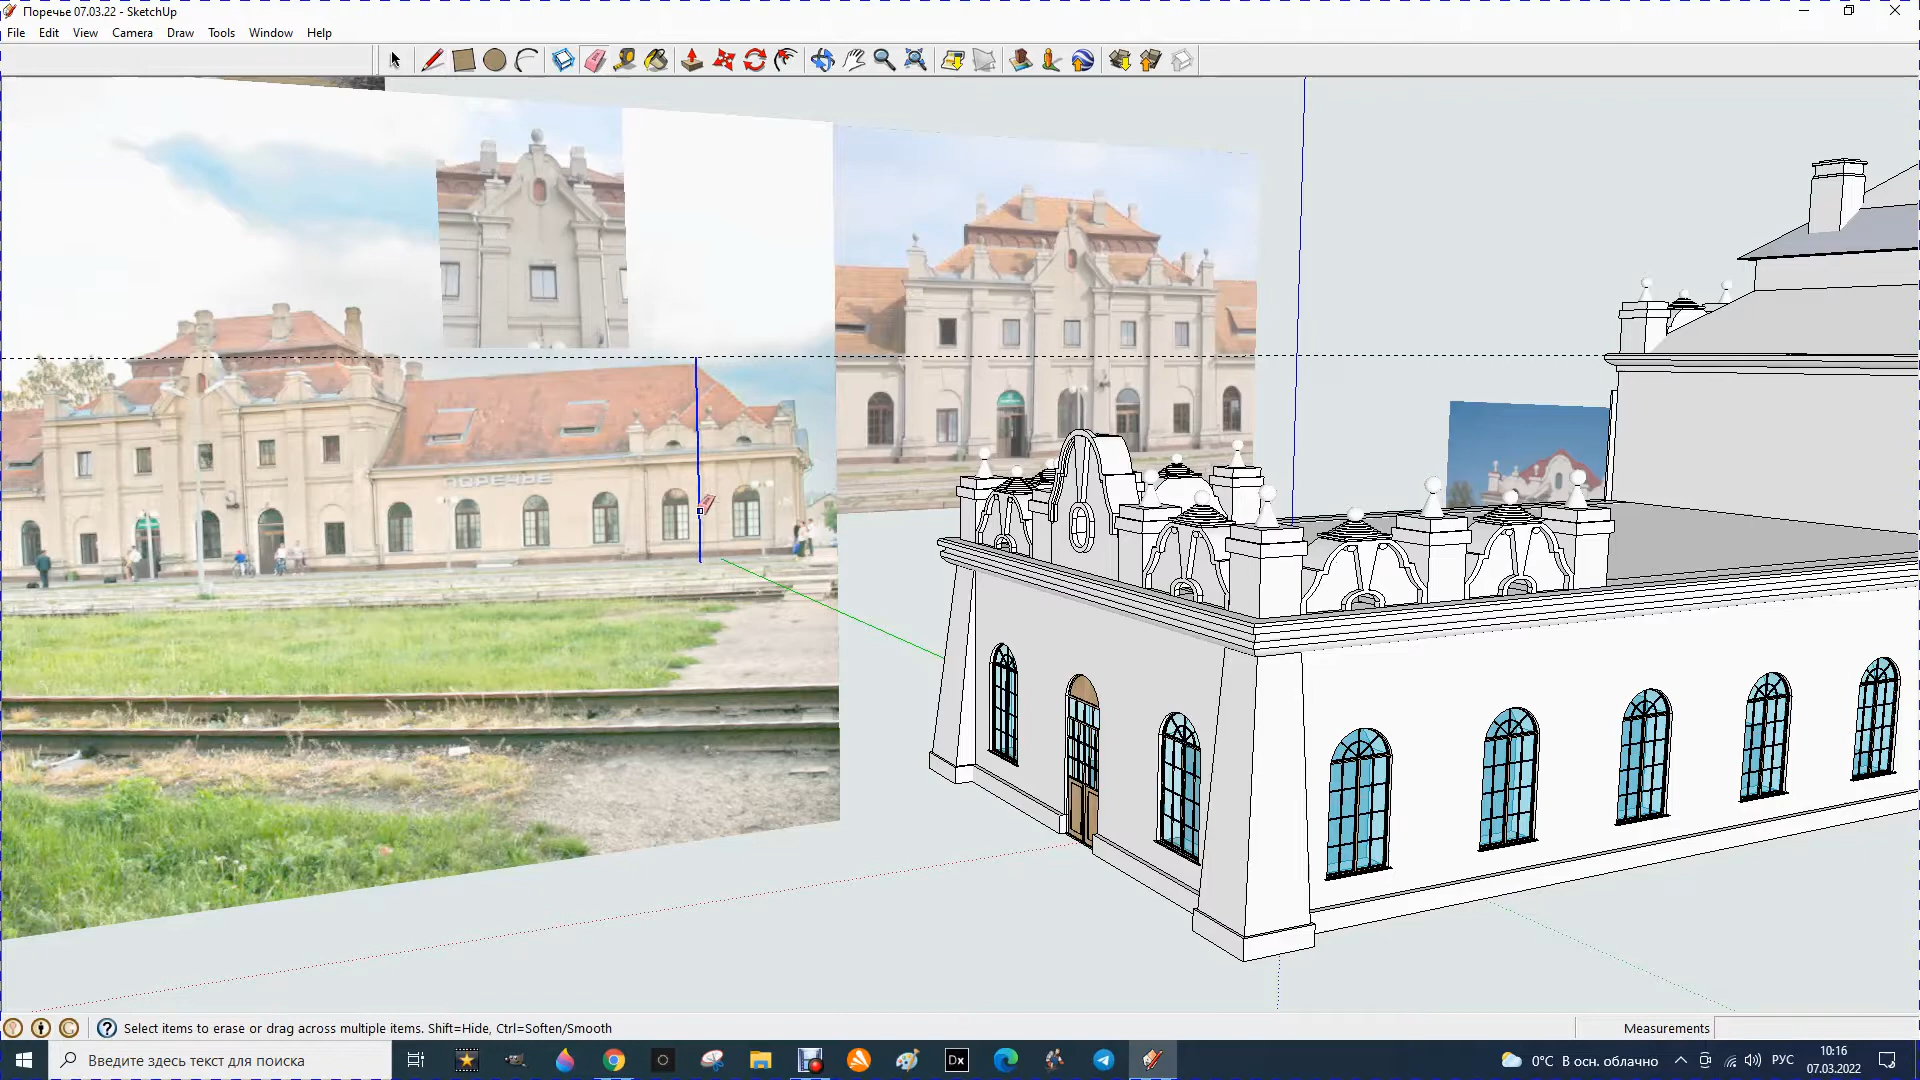 Поречье 07.03.22 - SketchUp
File Edit View Camera Draw Tools Window Help
ПОРЕЧЬЕ
Select items to erase or drag across multiple items. Shift=Hide, Ctrl=Soften/Smooth
Measurements
Введите здесь текст для поиска
Dx
0°C В осн. облачно
РУС
10:16
07.03.2022